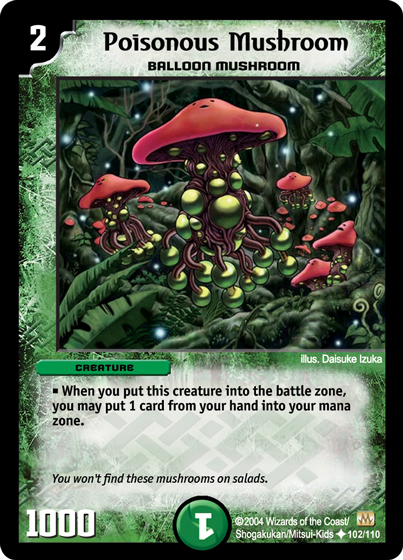 2
Poisonous Mushroom
BALLOON MUSHROOM
illus. Daisuke Izuka
CREATURE
▪ When you put this creature into the battle zone,
you may put 1 card from your hand into your mana
zone.
You won't find these mushrooms on salads.
1000
©2004 Wizards of the Coast/
Shogakukan/Mitsui-Kids ✦ 102/110